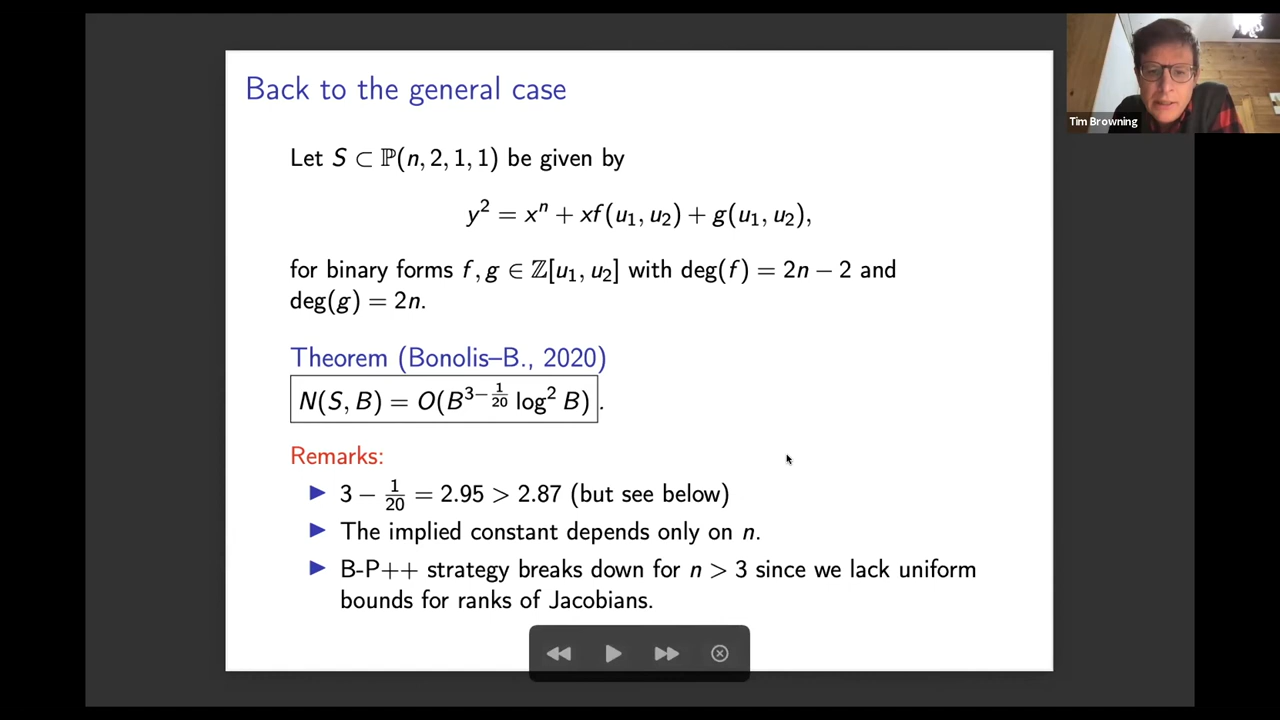 Back to the general case
Tim Browning
Let S ⊂ ℙ(n, 2, 1, 1) be given by
y² = xⁿ + xf(u₁, u₂) + g(u₁, u₂),
for binary forms f, g ∈ ℤ[u₁, u₂] with deg(f) = 2n − 2 and
deg(g) = 2n.
Theorem (Bonolis–B., 2020)
N(S, B) = O(B^{3−1/20} log² B).
Remarks:
▶ 3 − 1/20 = 2.95 > 2.87 (but see below)
▶ The implied constant depends only on n.
▶ B-P++ strategy breaks down for n > 3 since we lack uniform
bounds for ranks of Jacobians.